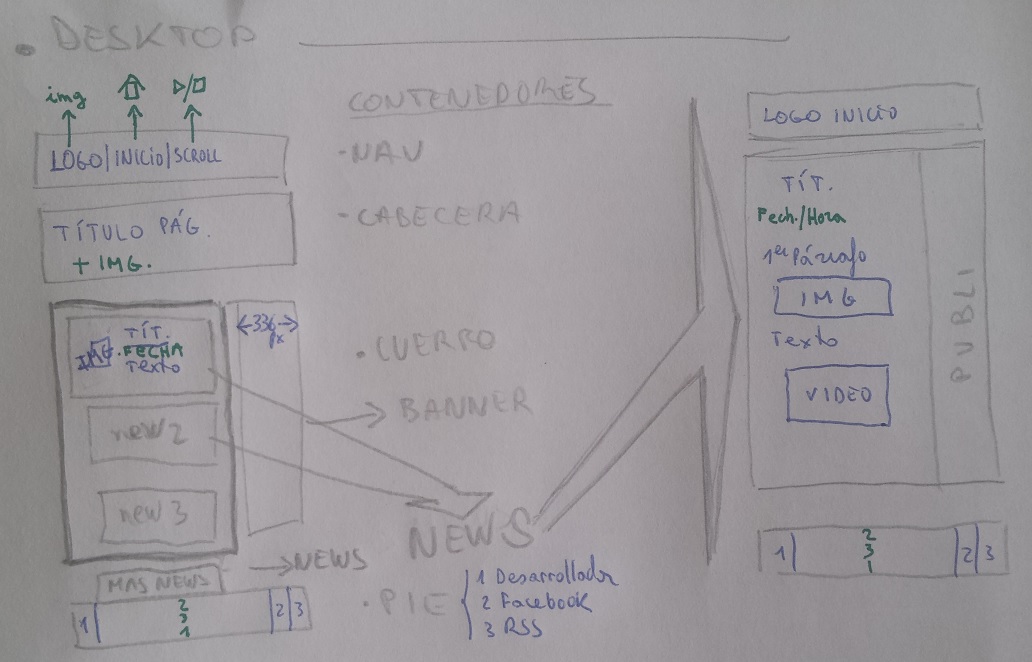 . DESKTOP
img
▷/□
LOGO/INICIO/SCROLL
TÍTULO PÁG.
+ IMG.
IMG
TÍT.
.FECHA
Texto
new 2
new 3
←336→
px
MAS NEWS
1
2
3
1
2 3
CONTENEDORES
-NAV
-CABECERA
.CUERPO
→BANNER
NEWS
→NEWS
.PIE
1 Desarrollador
2 Facebook
3 RSS
LOGO INICIO
TÍT.
Fech./Hora
1er Párrafo
IMG
Texto
VIDEO
PUBLI
1
2
3
1
2 3